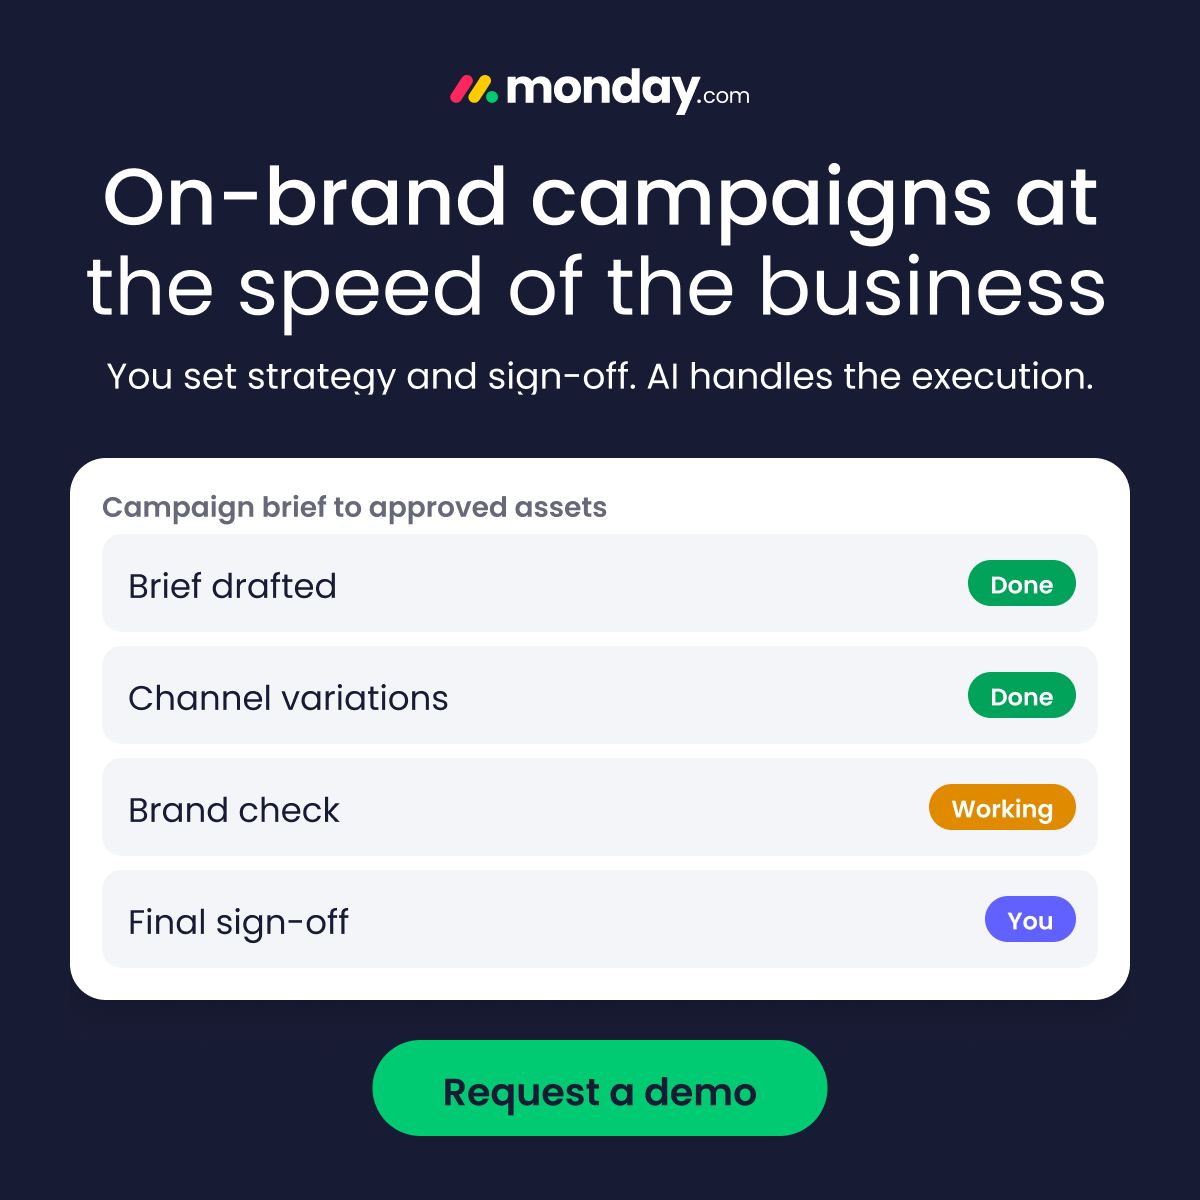 monday.com
On-brand campaigns at
the speed of the business
You set strategy and sign-off. AI handles the execution.
Campaign brief to approved assets
Brief drafted Done
Channel variations Done
Brand check Working
Final sign-off You
Request a demo